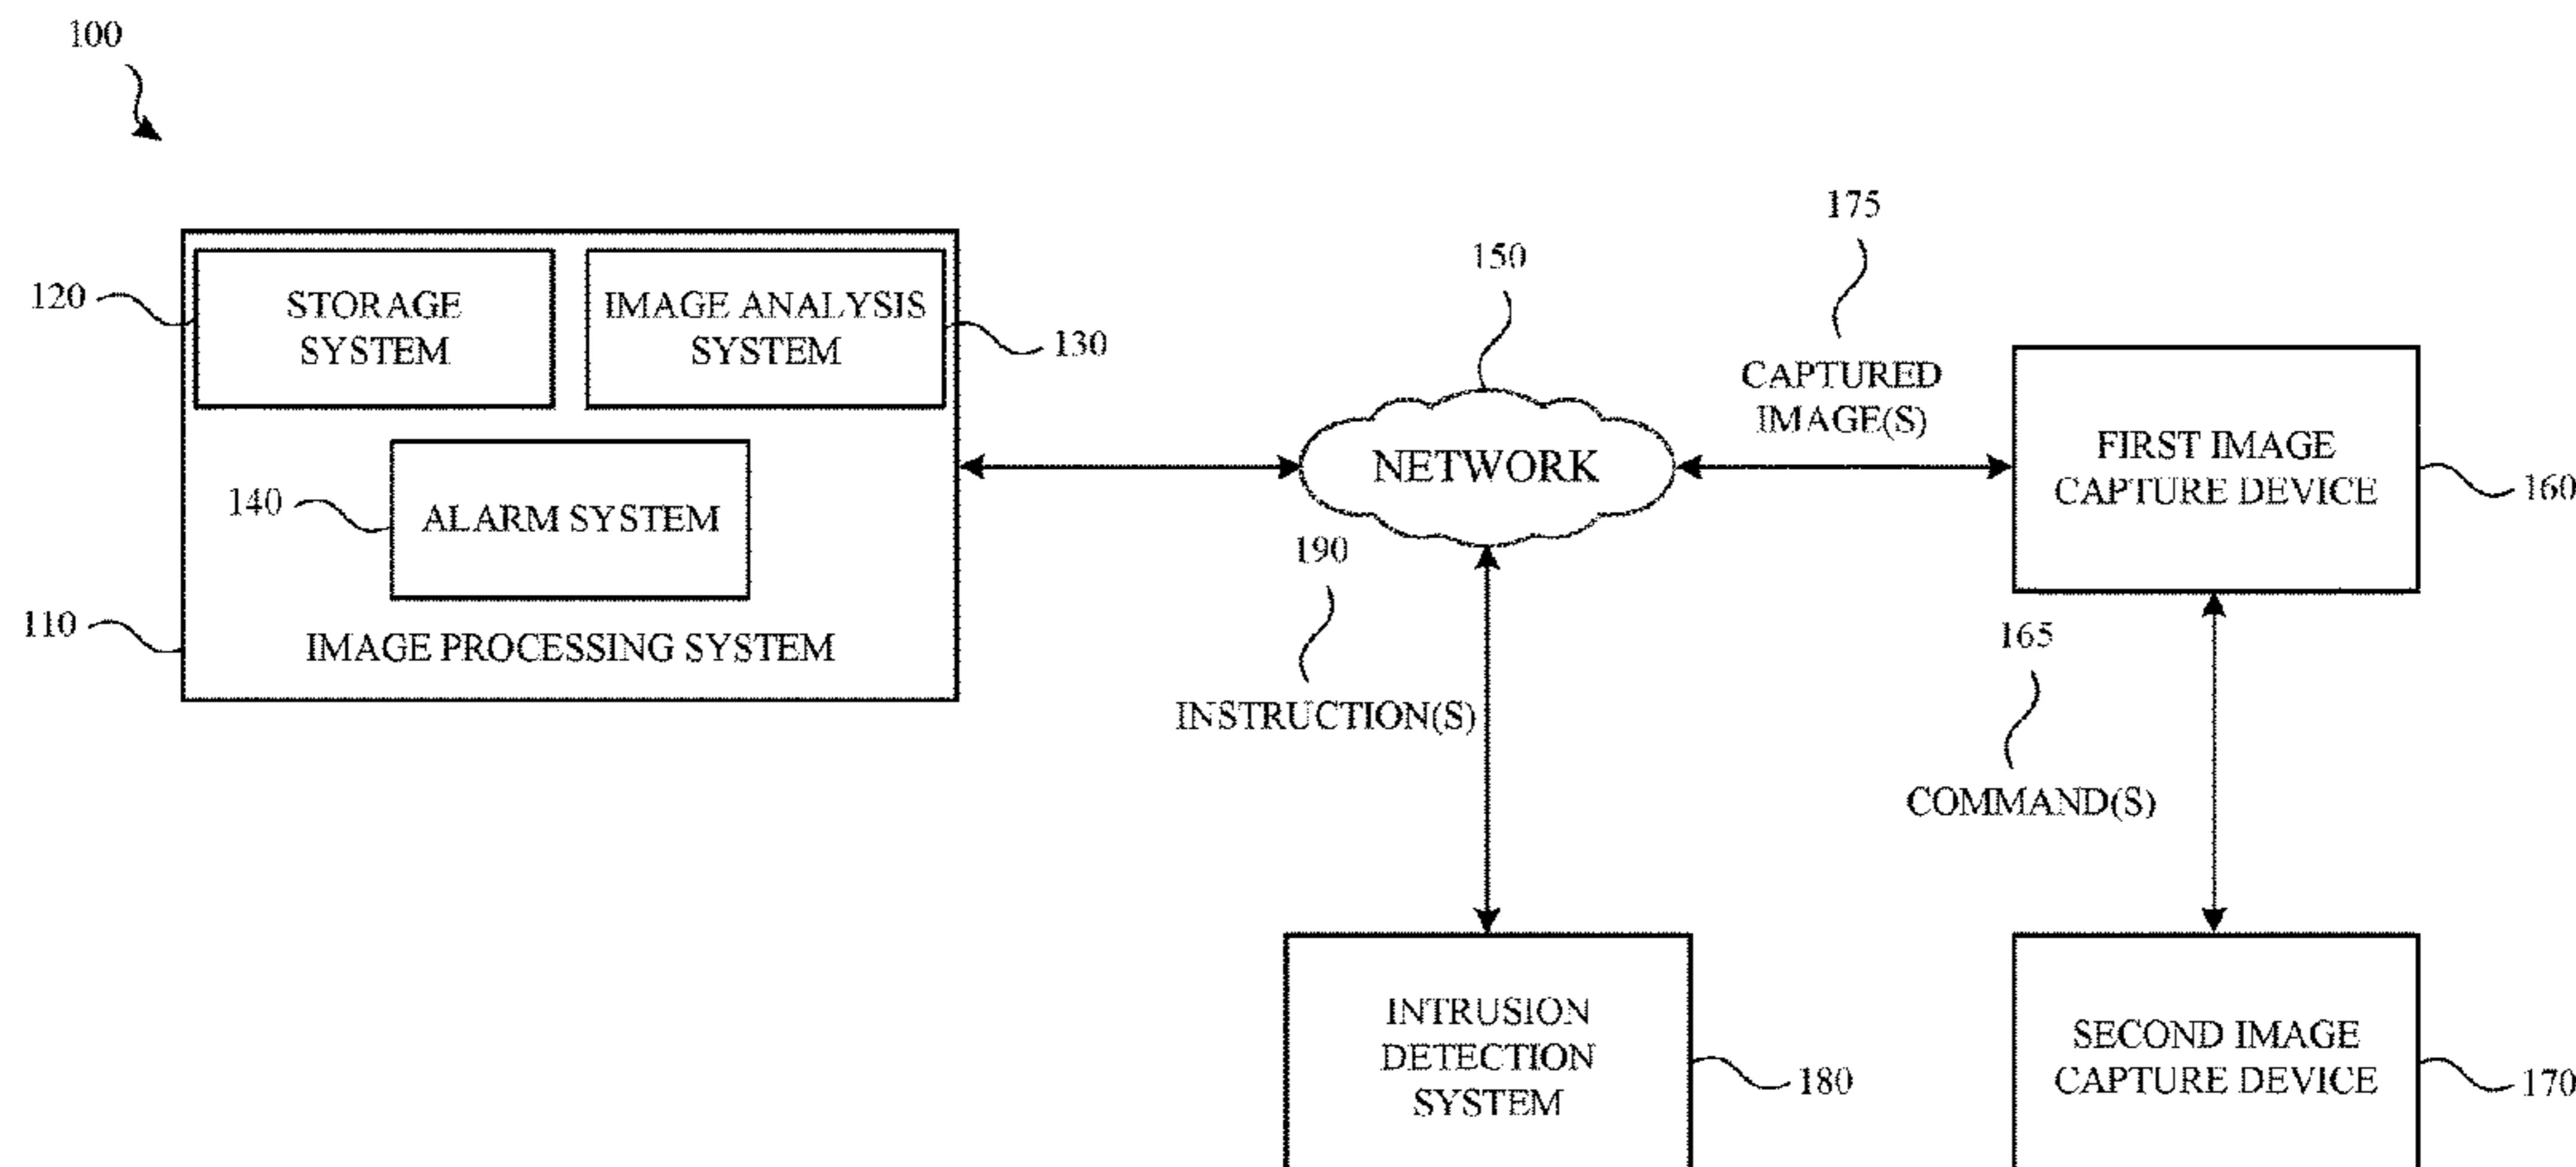 100
175
150
120
STORAGE
SYSTEM
IMAGE ANALYSIS
SYSTEM
130
CAPTURED
IMAGE(S)
NETWORK
FIRST IMAGE
CAPTURE DEVICE
160
140
ALARM SYSTEM
190
110
IMAGE PROCESSING SYSTEM
165
INSTRUCTION(S)
COMMAND(S)
INTRUSION
DETECTION
SYSTEM
180
SECOND IMAGE
CAPTURE DEVICE
170